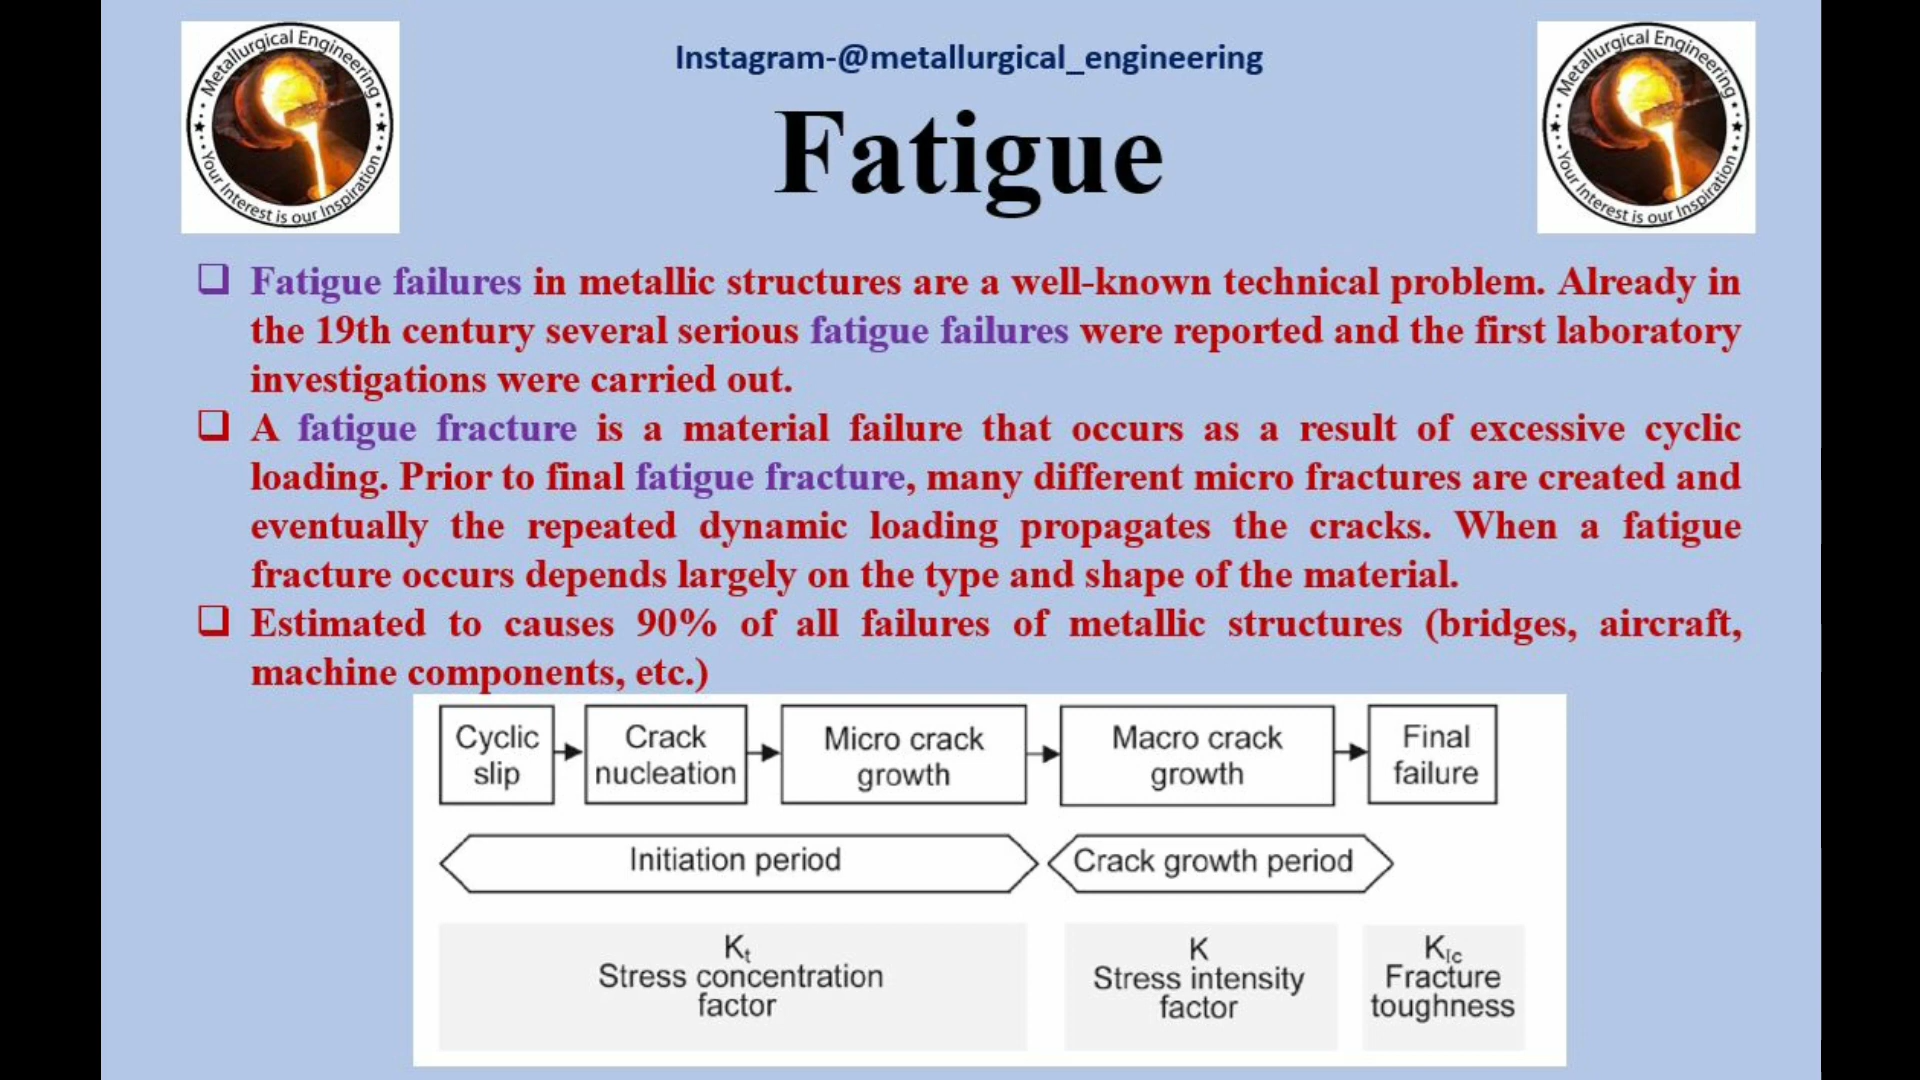 Metallurgical Engineering
Your Interest is our Inspiration
Instagram-@metallurgical_engineering
Metallurgical Engineering
Your Interest is our Inspiration
Fatigue
❑ Fatigue failures in metallic structures are a well-known technical problem. Already in
the 19th century several serious fatigue failures were reported and the first laboratory
investigations were carried out.
❑ A fatigue fracture is a material failure that occurs as a result of excessive cyclic
loading. Prior to final fatigue fracture, many different micro fractures are created and
eventually the repeated dynamic loading propagates the cracks. When a fatigue
fracture occurs depends largely on the type and shape of the material.
❑ Estimated to causes 90% of all failures of metallic structures (bridges, aircraft,
machine components, etc.)
Cyclic
slip
Crack
nucleation
Micro crack
growth
Macro crack
growth
Final
failure
Initiation period
Crack growth period
Kt
Stress concentration
factor
K
Stress intensity
factor
KIc
Fracture
toughness